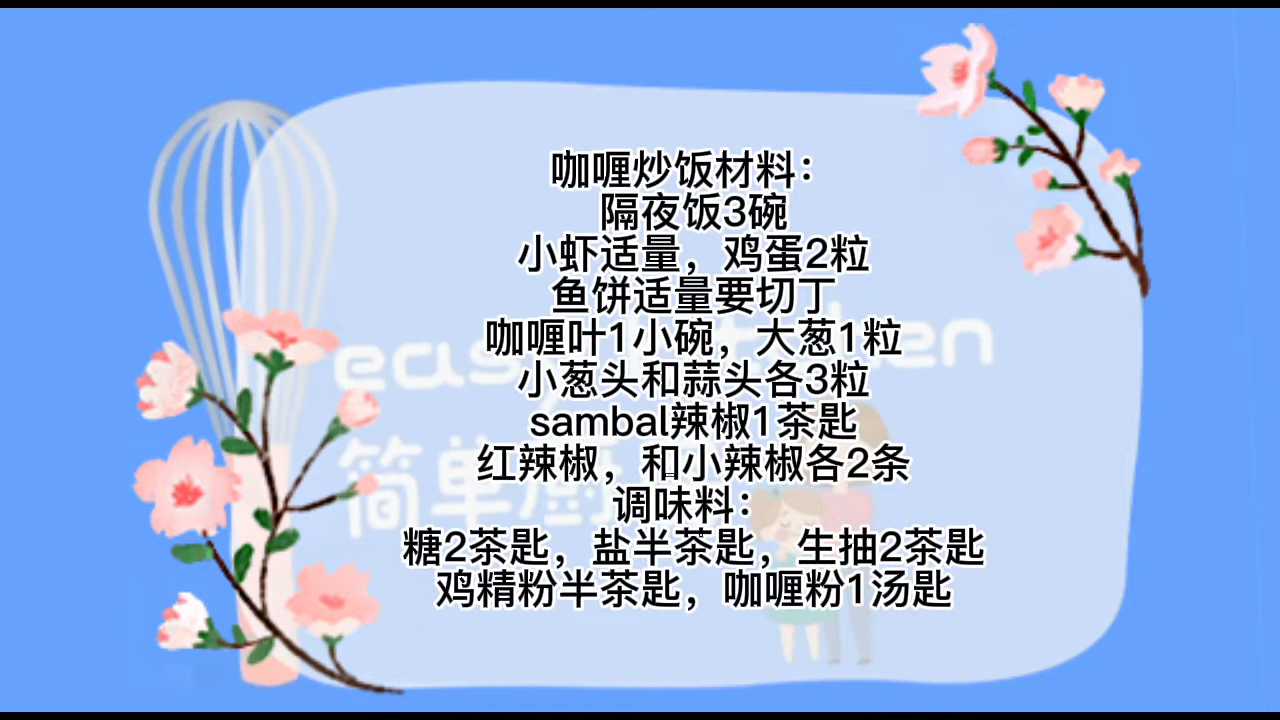 咖喱炒饭材料：
隔夜饭3碗
小虾适量，鸡蛋2粒
鱼饼适量要切丁
咖喱叶1小碗，大葱1粒
小葱头和蒜头各3粒
sambal辣椒1茶匙
红辣椒，和小辣椒各2条
调味料：
糖2茶匙，盐半茶匙，生抽2茶匙
鸡精粉半茶匙，咖喱粉1汤匙